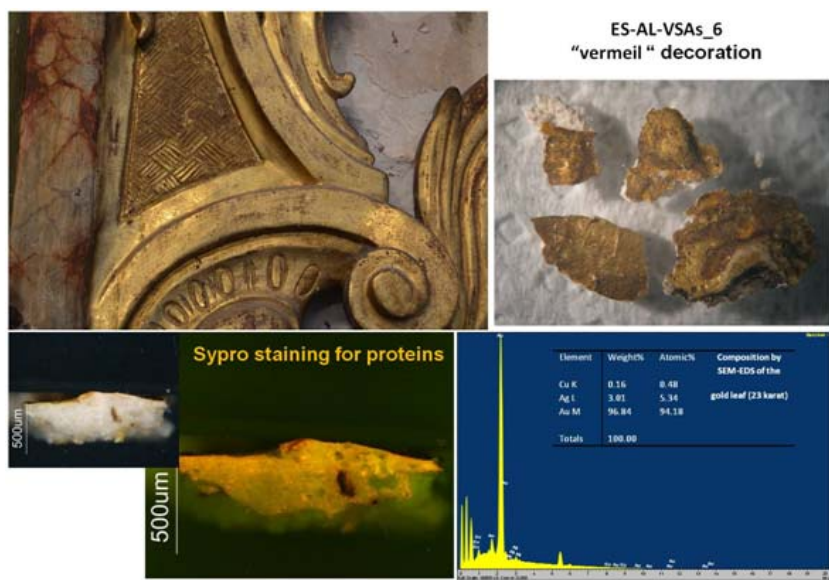 ES-AL-VSAs_6
“vermeil “ decoration
Sypro staining for proteins
500um
500um
Element Weight% Atomic% Composition by
SEM-EDS of the
Cu K 0.16 0.48 gold leaf (23 karat)
Ag L 3.01 5.34
Au M 96.84 94.18
Totals 100.00